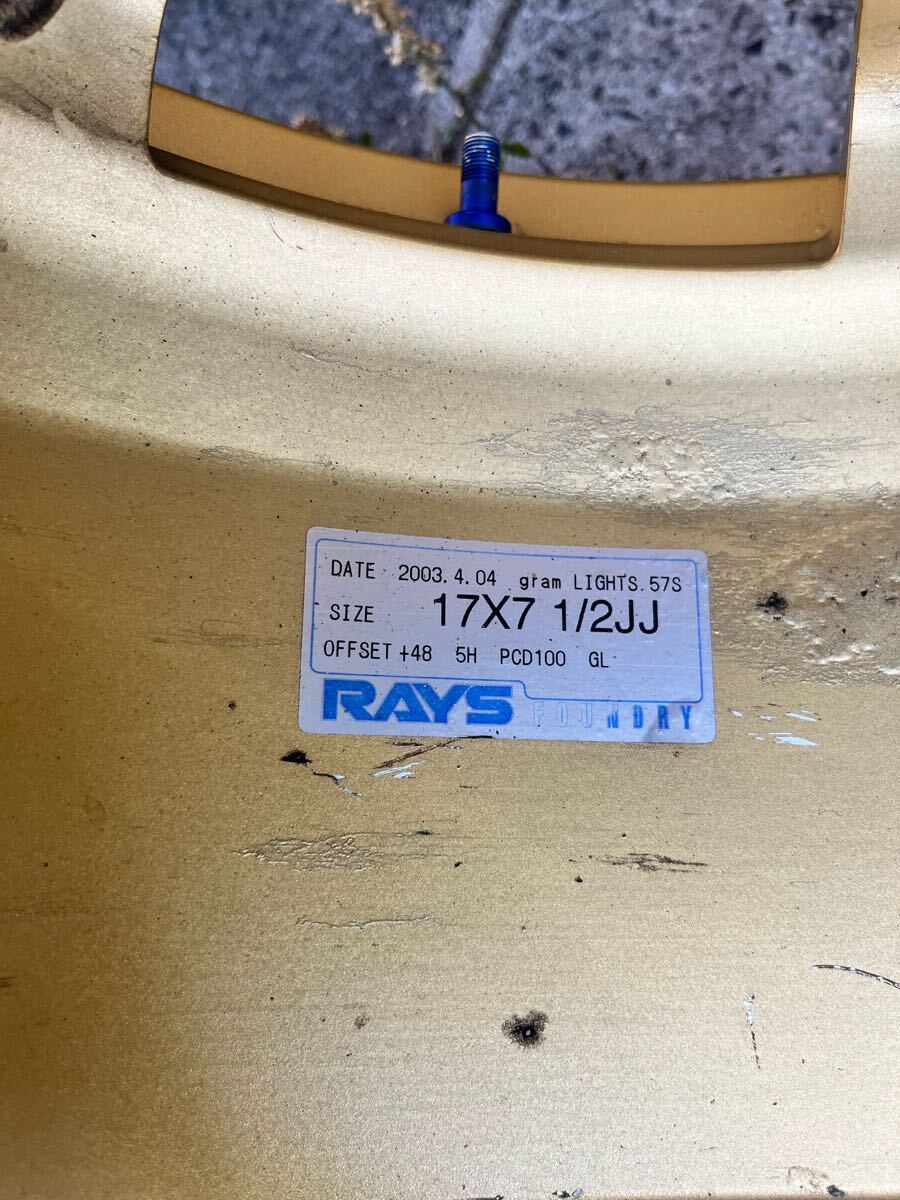 DATE 2003.4.04 gram LIGHTS.57S
SIZE 17X7 1/2JJ
OFFSET +48 5H PCD100 GL
RAYS FOUNDRY